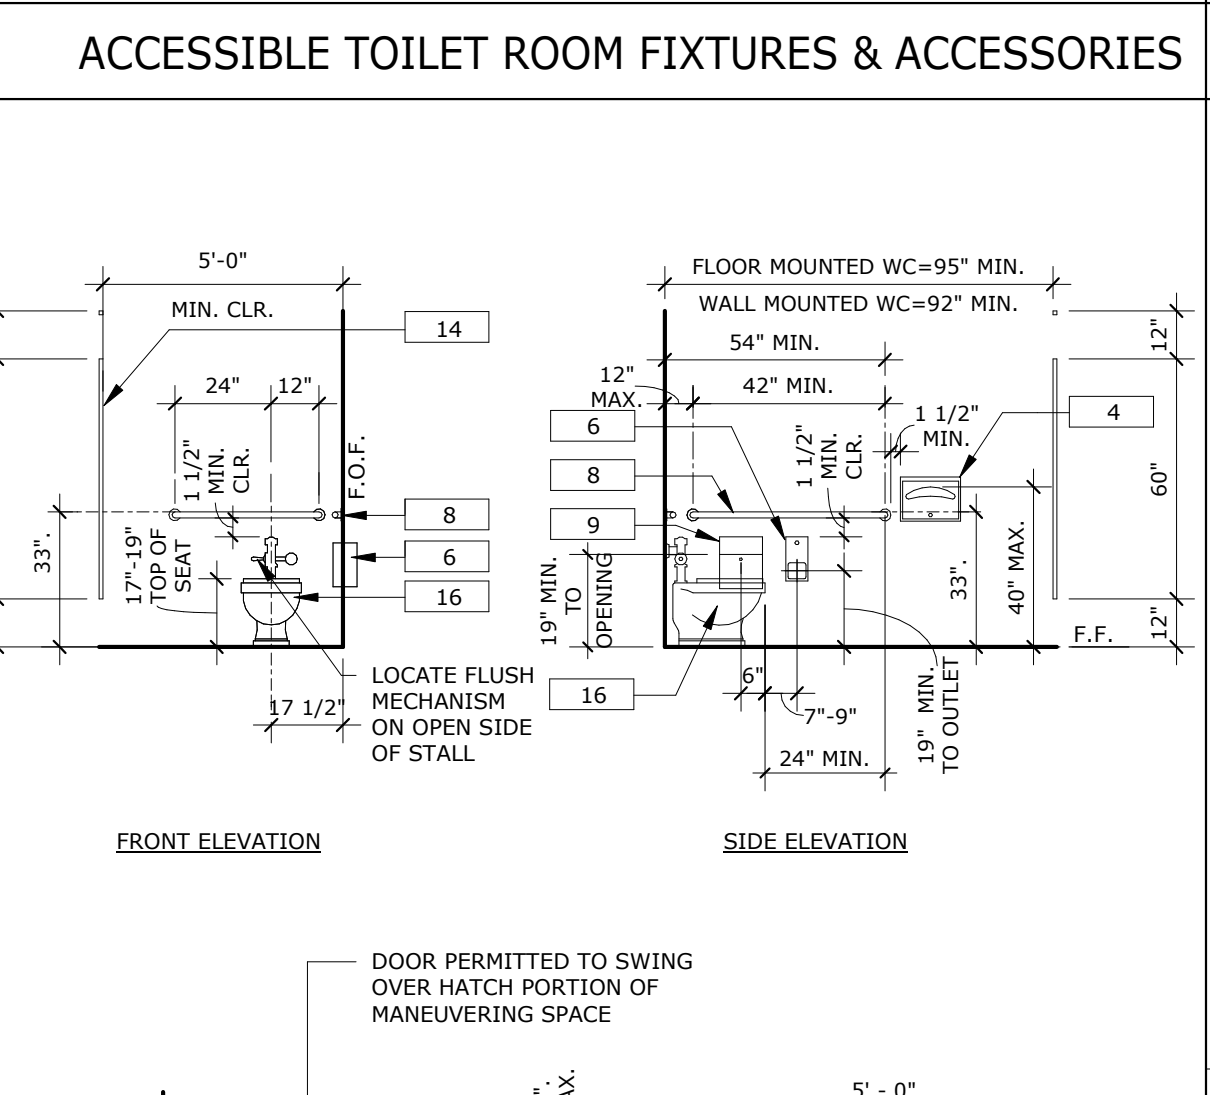 ACCESSIBLE TOILET ROOM FIXTURES & ACCESSORIES
5'-0"
MIN. CLR.
14
24"
12"
1 1/2"
MIN.
CLR.
F.O.F.
8
6
16
33".
17"-19"
TOP OF
SEAT
17 1/2"
LOCATE FLUSH
MECHANISM
ON OPEN SIDE
OF STALL
FRONT ELEVATION
FLOOR MOUNTED WC=95" MIN.
WALL MOUNTED WC=92" MIN.
54" MIN.
12"
MAX.
42" MIN.
6
8
9
16
1 1/2"
MIN.
CLR.
1 1/2"
MIN.
4
12"
60"
12"
19" MIN.
TO
OPENING
33".
40" MAX.
F.F.
6"
7"-9"
24" MIN.
19" MIN.
TO OUTLET
SIDE ELEVATION
DOOR PERMITTED TO SWING
OVER HATCH PORTION OF
MANEUVERING SPACE
5' - 0"